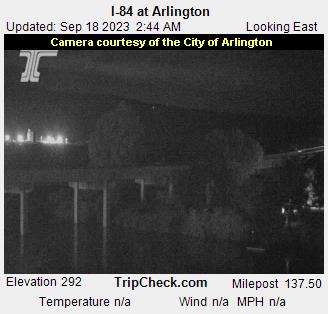 I-84 at Arlington
Updated: Sep 18 2023 2:44 AM Looking East
Camera courtesy of the City of Arlington
Elevation 292 TripCheck.com Milepost 137.50
Temperature n/a Wind n/a MPH n/a